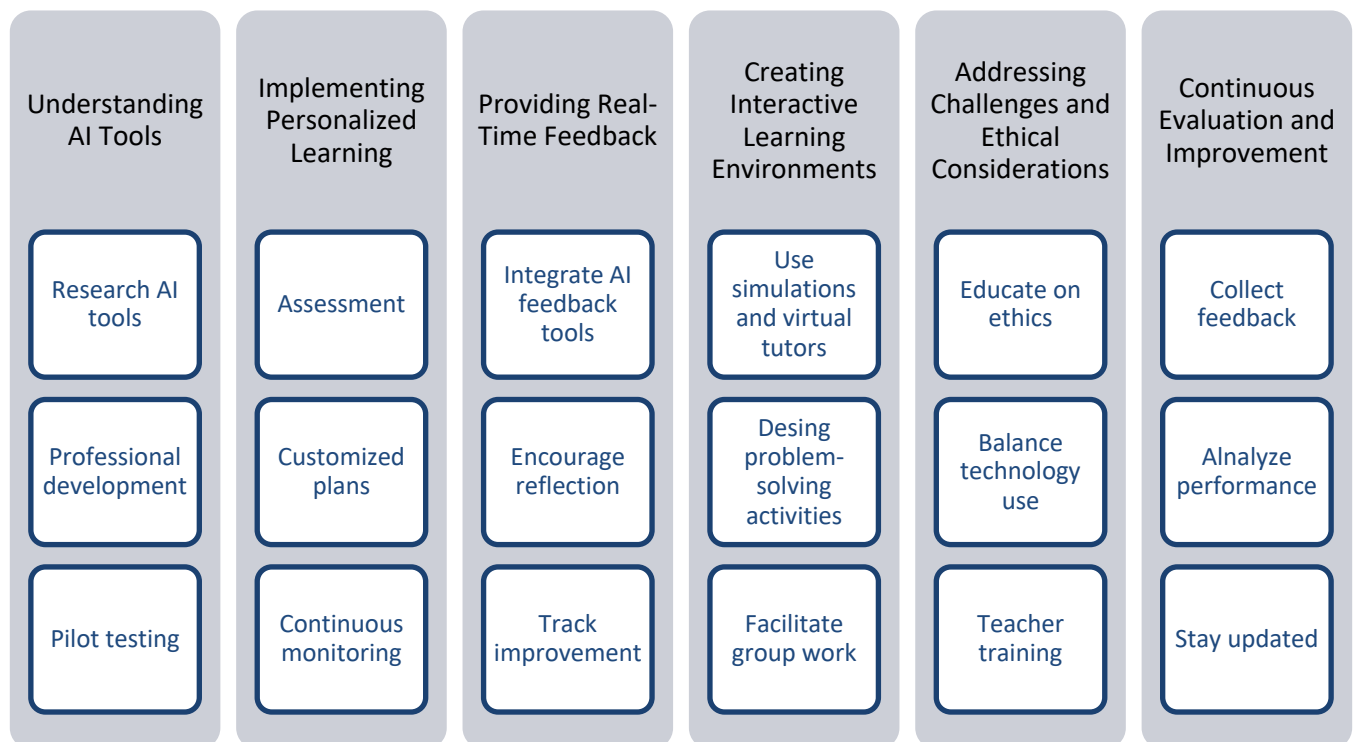 Understanding
AI Tools
Research AI
tools
Professional
development
Pilot testing
Implementing
Personalized
Learning
Assessment
Customized
plans
Continuous
monitoring
Providing Real-
Time Feedback
Integrate AI
feedback
tools
Encourage
reflection
Track
improvement
Creating
Interactive
Learning
Environments
Use
simulations
and virtual
tutors
Desing
problem-
solving
activities
Facilitate
group work
Addressing
Challenges and
Ethical
Considerations
Educate on
ethics
Balance
technology
use
Teacher
training
Continuous
Evaluation and
Improvement
Collect
feedback
Alnalyze
performance
Stay updated